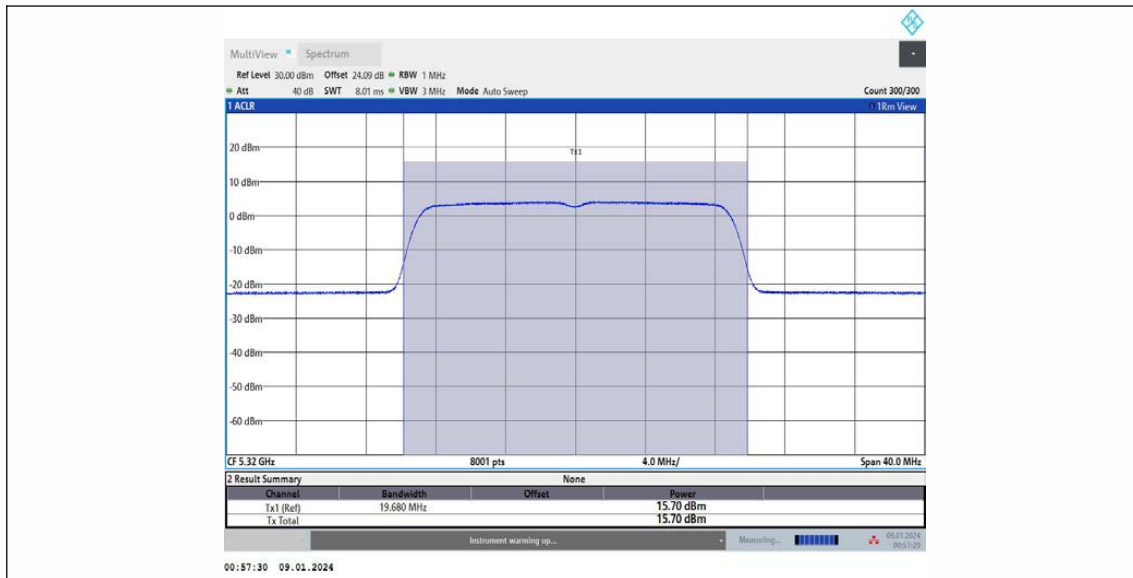 MultiView Spectrum
Ref Level 30.00 dBm Offset 24.09 dB RBW 1 MHz
Att 40 dB SWT 8.01 ms VBW 3 MHz Mode Auto Sweep Count 300/300
1 ACLR 1Rm View
20 dBm
Tx1
10 dBm
0 dBm
-10 dBm
-20 dBm
-30 dBm
-40 dBm
-50 dBm
-60 dBm
CF 5.32 GHz 8001 pts 4.0 MHz/ Span 40.0 MHz
2 Result Summary None
Channel Bandwidth Offset Power
Tx1 (Ref) 19.680 MHz 15.70 dBm
Tx Total 15.70 dBm
Instrument warming up... Measuring... 09.01.2024
00:57:29
00:57:30 09.01.2024